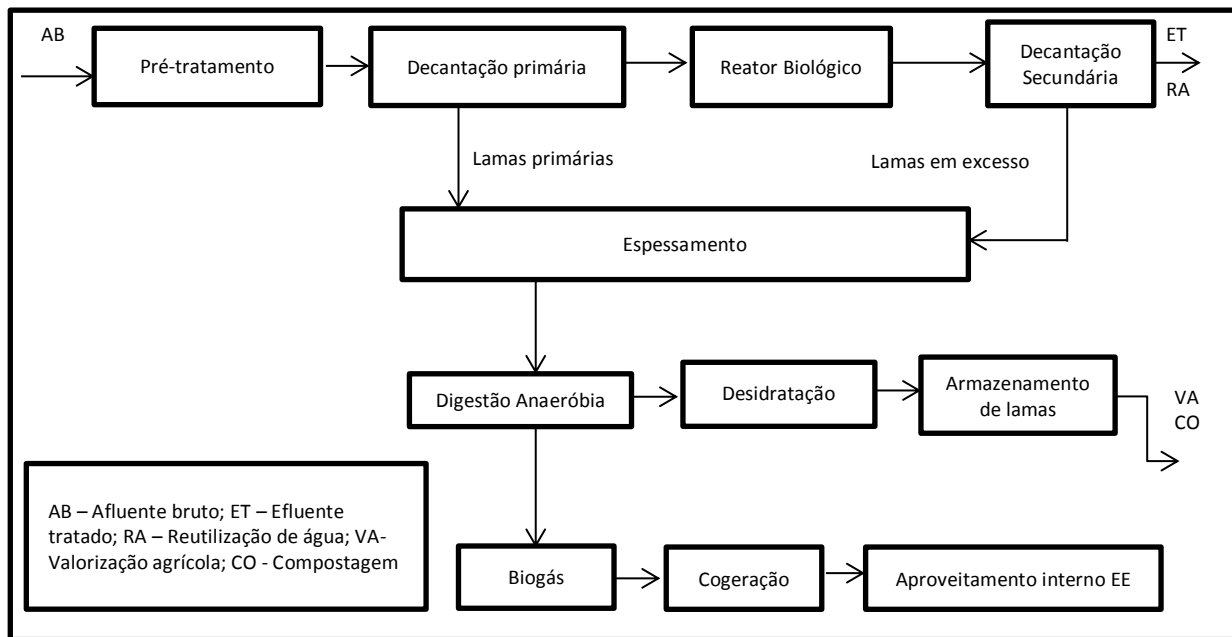 AB
Pré-tratamento
Decantação primária
Reator Biológico
Decantação
Secundária
ET
RA
Lamas primárias
Lamas em excesso
Espessamento
Digestão Anaeróbia
Desidratação
Armazenamento
de lamas
VA
CO
AB – Afluente bruto; ET – Efluente
tratado; RA – Reutilização de água; VA-
Valorização agrícola; CO - Compostagem
Biogás
Cogeração
Aproveitamento interno EE